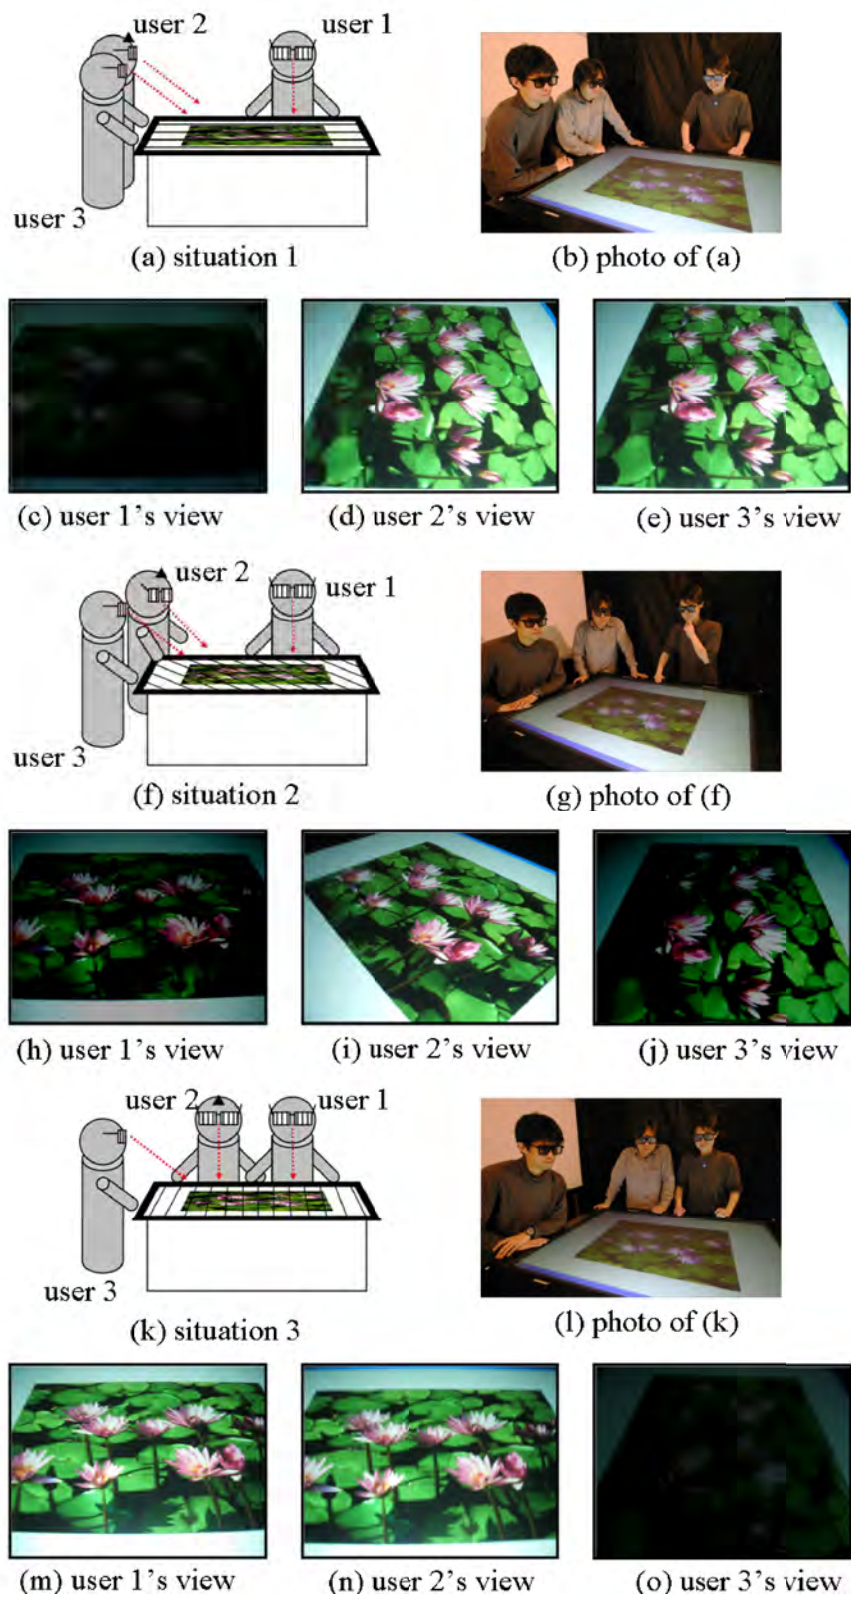 user 2
user 1
user 3
(a) situation 1
(b) photo of (a)
(c) user 1's view
(d) user 2's view
(e) user 3's view
user 2
user 1
user 3
(f) situation 2
(g) photo of (f)
(h) user 1's view
(i) user 2's view
(j) user 3's view
user 2
user 1
user 3
(k) situation 3
(l) photo of (k)
(m) user 1's view
(n) user 2's view
(o) user 3's view